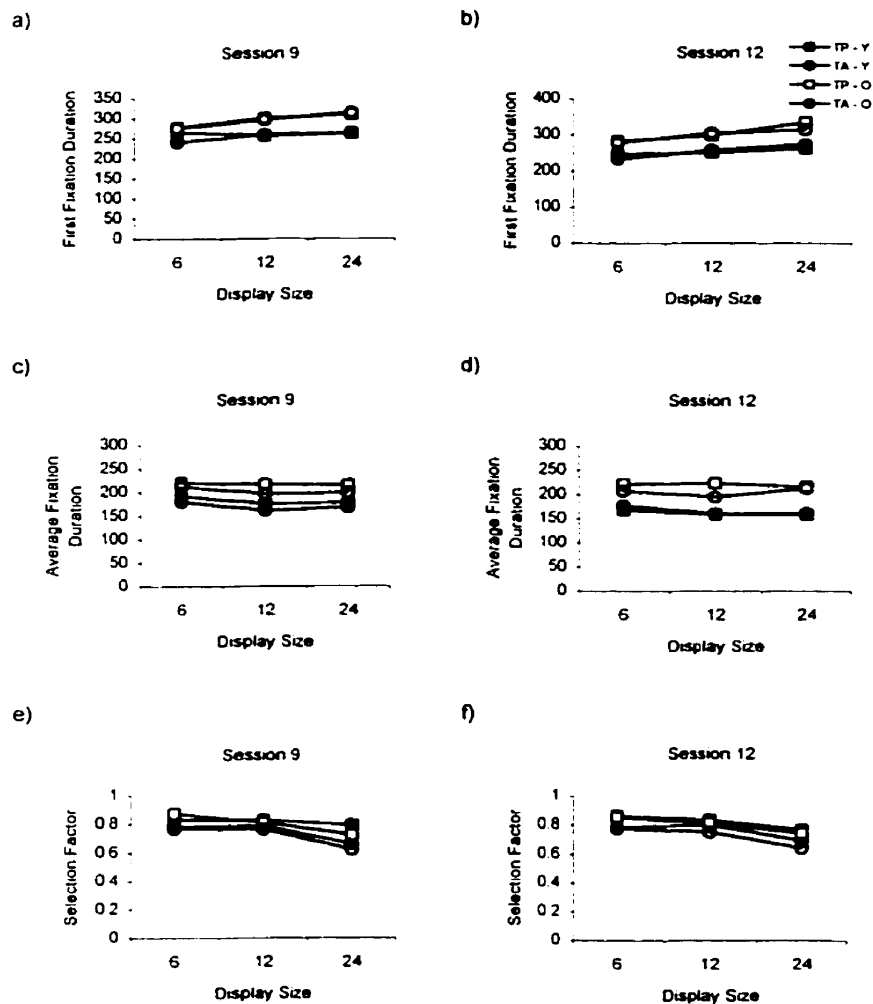 a)
Session 9
First Fixation Duration
350
300
250
200
150
100
50
0
6 12 24
Display Size
b)
Session 12
TP - Y
TA - Y
TP - O
TA - O
First Fixation Duration
400
300
200
100
0
6 12 24
Display Size
c)
Session 9
Average Fixation
Duration
300
250
200
150
100
50
0
6 12 24
Display Size
d)
Session 12
Average Fixation
Duration
300
250
200
150
100
50
0
6 12 24
Display Size
e)
Session 9
Selection Factor
1
0.8
0.6
0.4
0.2
0
6 12 24
Display Size
f)
Session 12
Selection Factor
1
0.8
0.6
0.4
0.2
0
6 12 24
Display Size